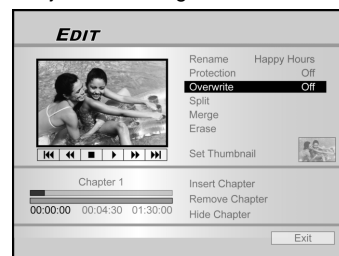 EDIT
Rename Happy Hours
Protection Off
Overwrite Off
Split
Merge
Erase
Set Thumbnail
Chapter 1
00:00:00 00:04:30 01:30:00
Insert Chapter
Remove Chapter
Hide Chapter
Exit